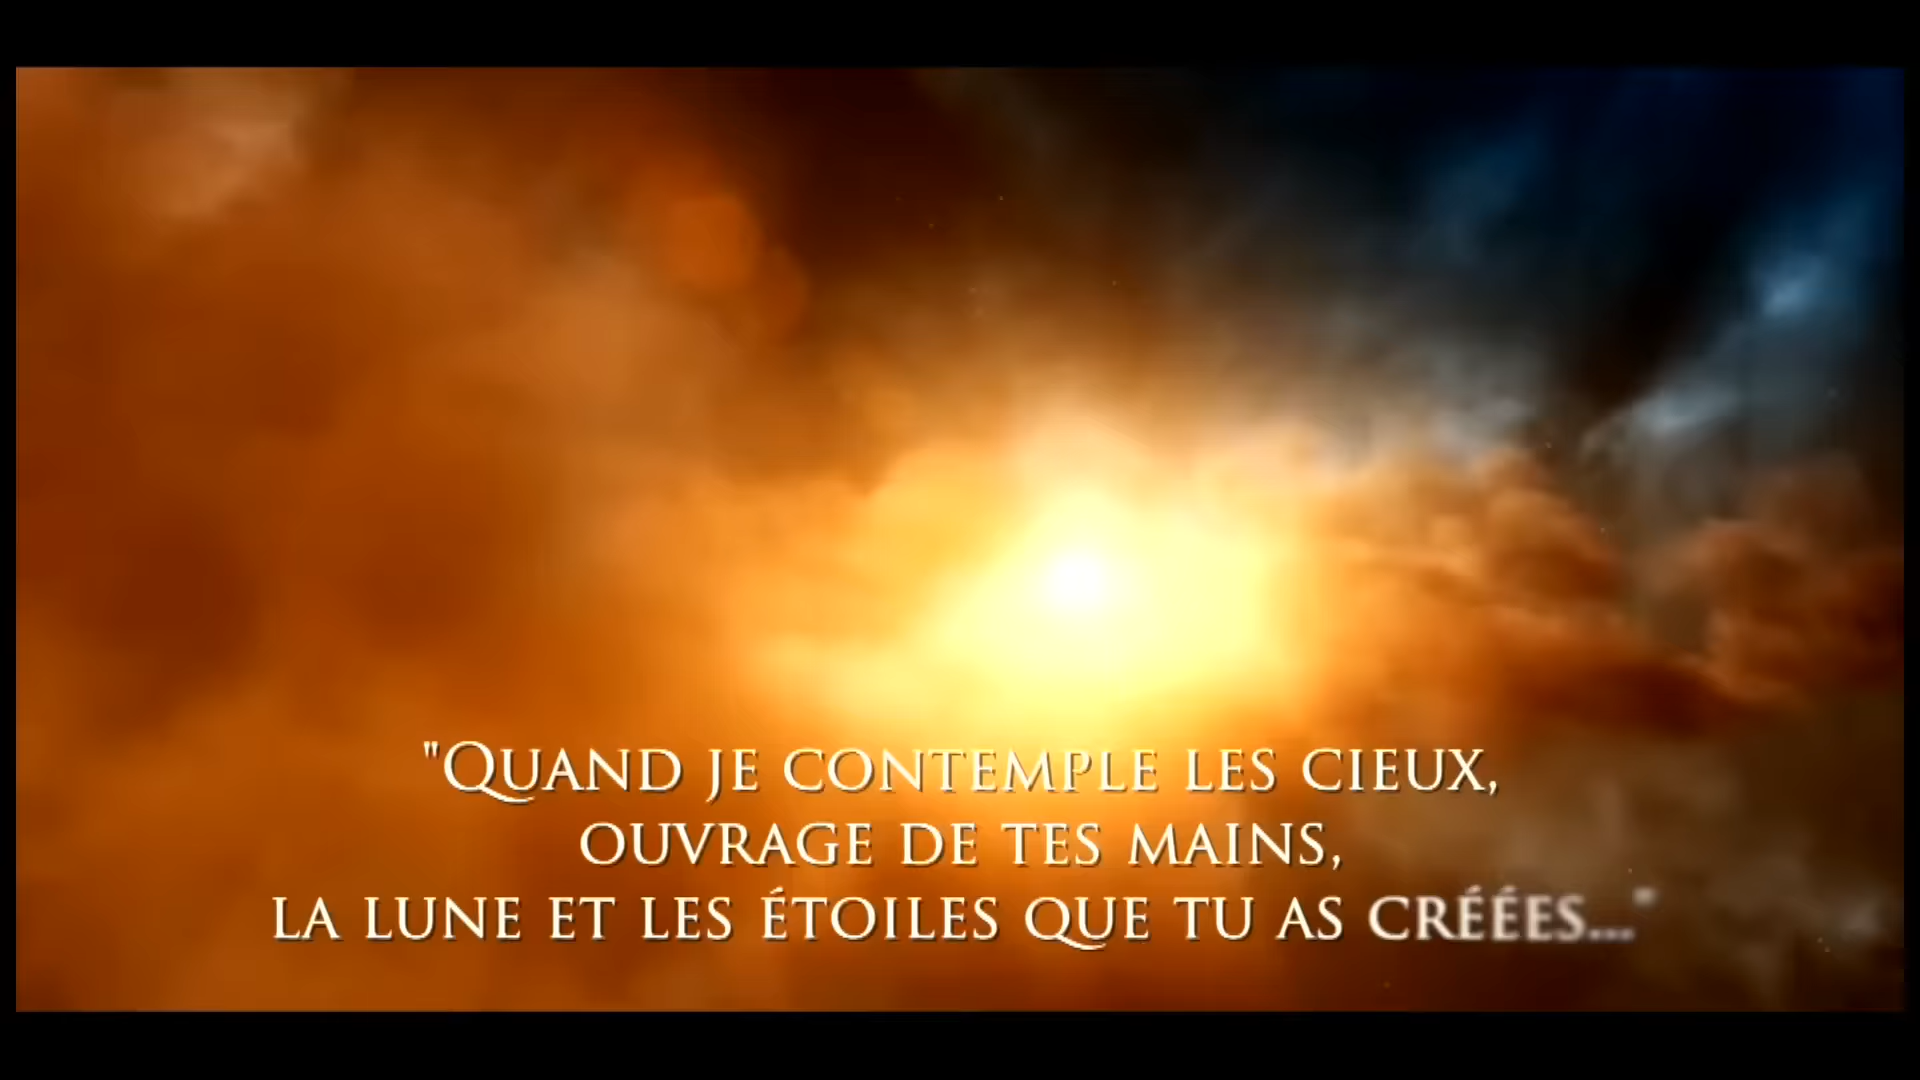 "Quand je contemple les cieux,
ouvrage de tes mains,
la lune et les étoiles que tu as créées..."